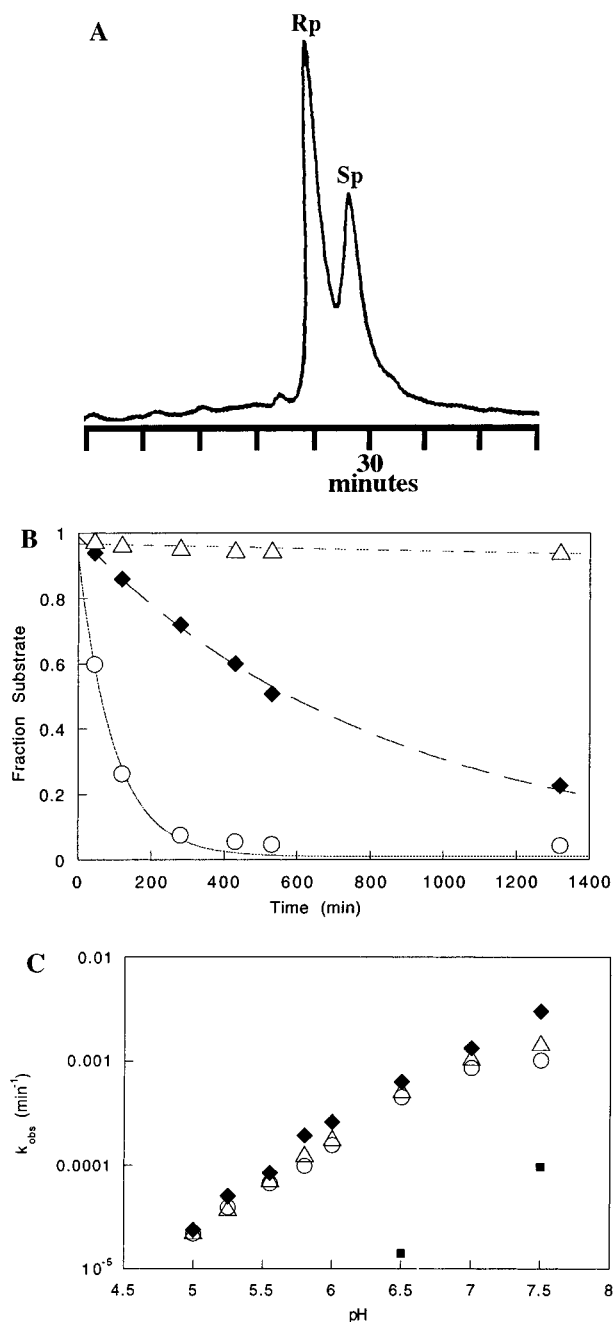 A
Rp
Sp
30
minutes
B
1
0.8
0.6
0.4
0.2
0
Fraction Substrate
0 200 400 600 800 1000 1200 1400
Time (min)
C
0.01
0.001
0.0001
10⁻⁵
k_obs (min⁻¹)
4.5 5 5.5 6 6.5 7 7.5 8
pH